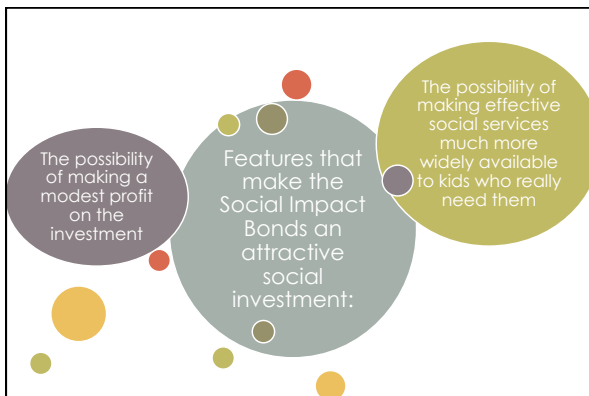 The possibility
of making a
modest profit
on the
investment
Features that
make the
Social Impact
Bonds an
attractive
social
investment:
The possibility of
making effective
social services
much more
widely available
to kids who really
need them